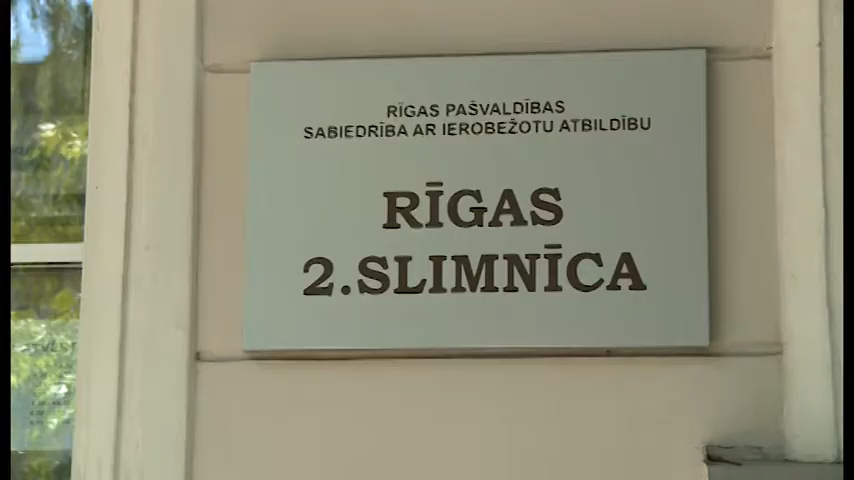 RĪGAS PAŠVALDĪBAS
SABIEDRĪBA AR IEROBEŽOTU ATBILDĪBU
RĪGAS
2.SLIMNĪCA